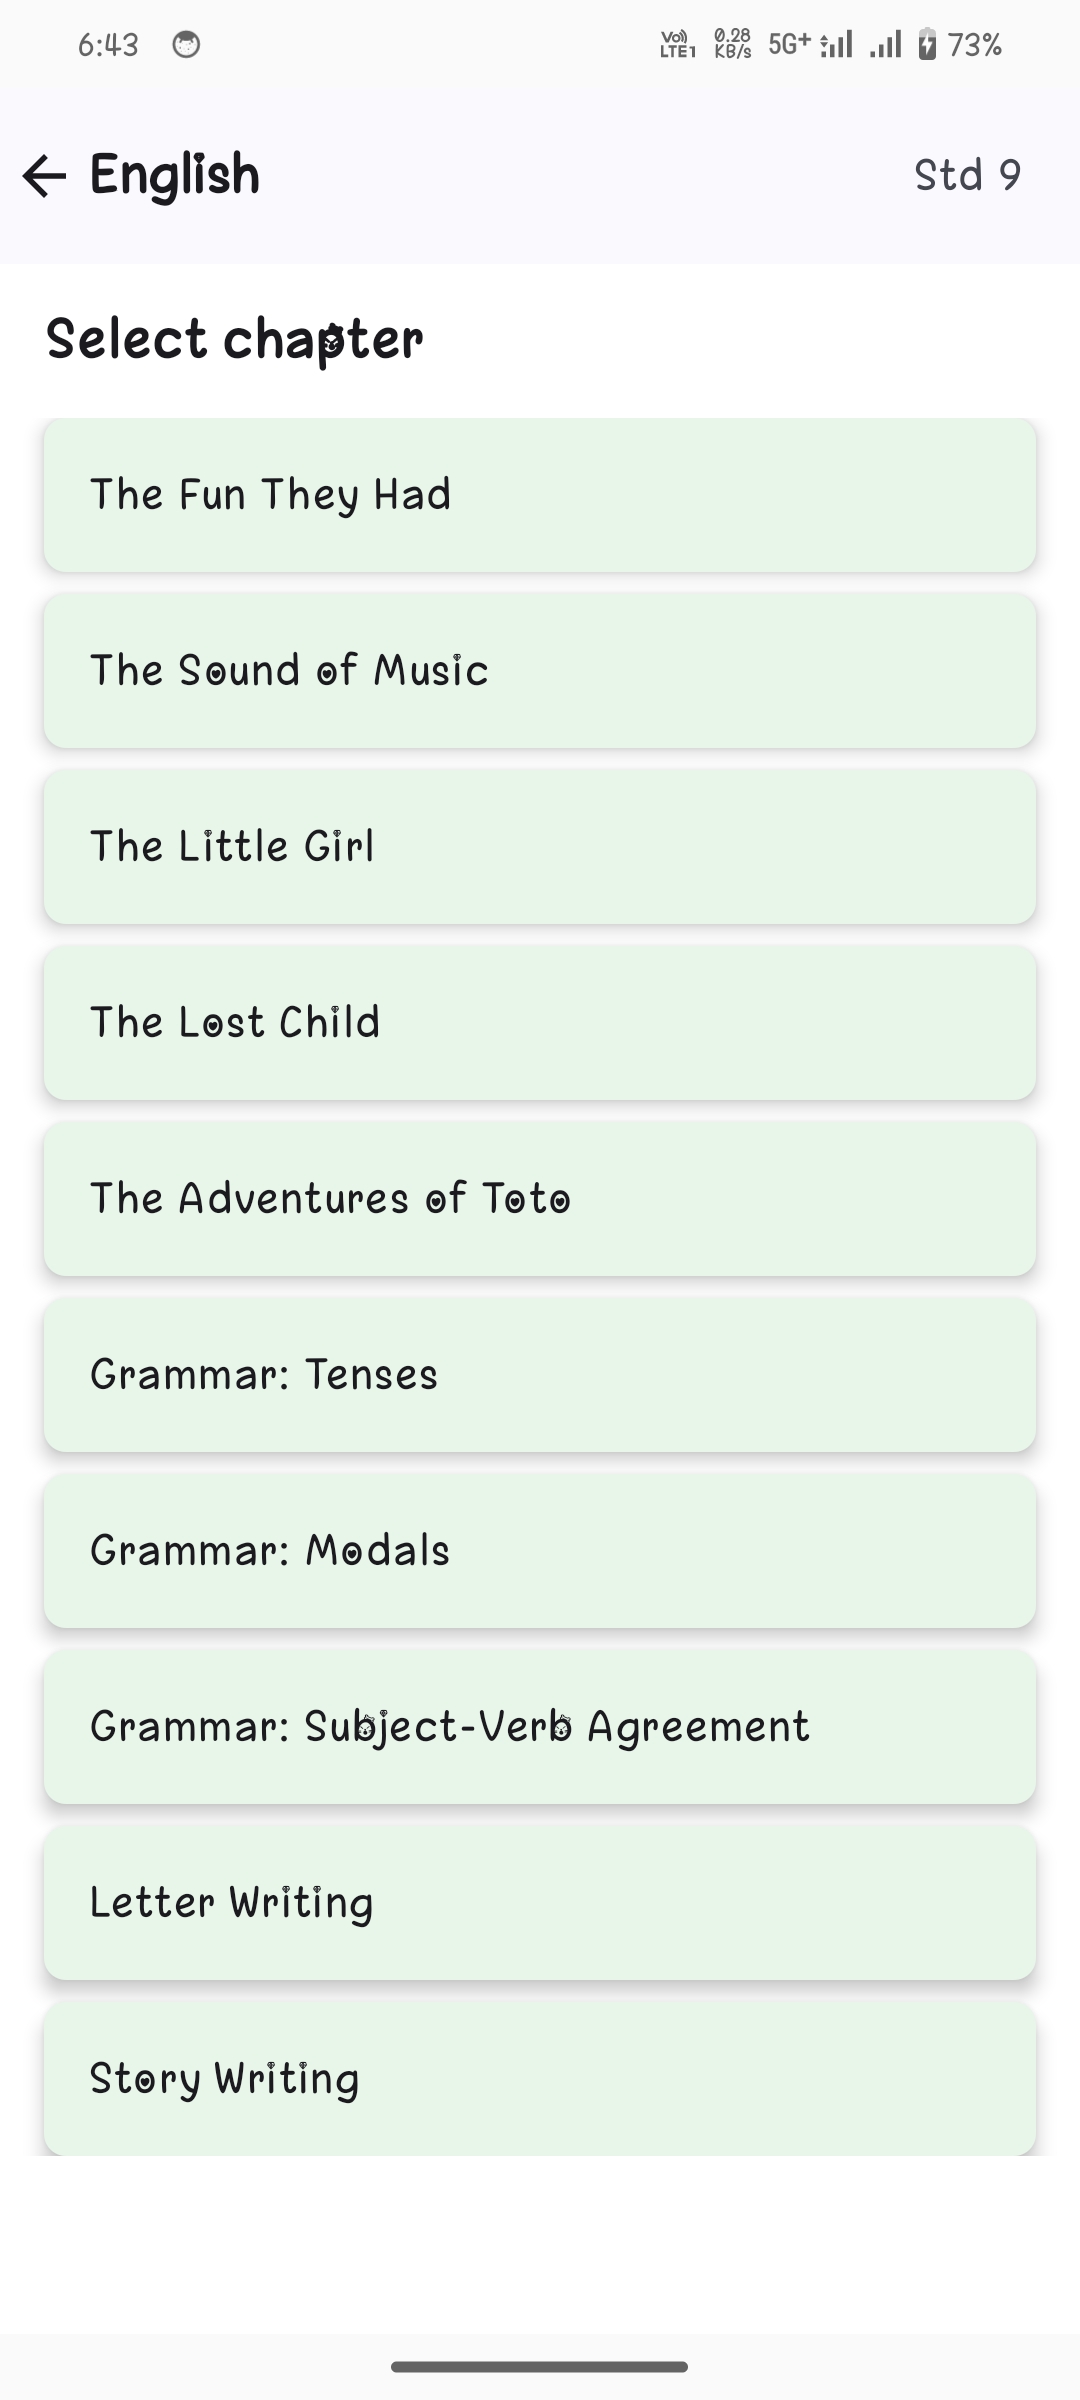 6:43
Vo)) LTE1 0.28 KB/s 5G+ 73%
English
Std 9
Select chapter
The Fun They Had
The Sound of Music
The Little Girl
The Lost Child
The Adventures of Toto
Grammar: Tenses
Grammar: Modals
Grammar: Subject-Verb Agreement
Letter Writing
Story Writing